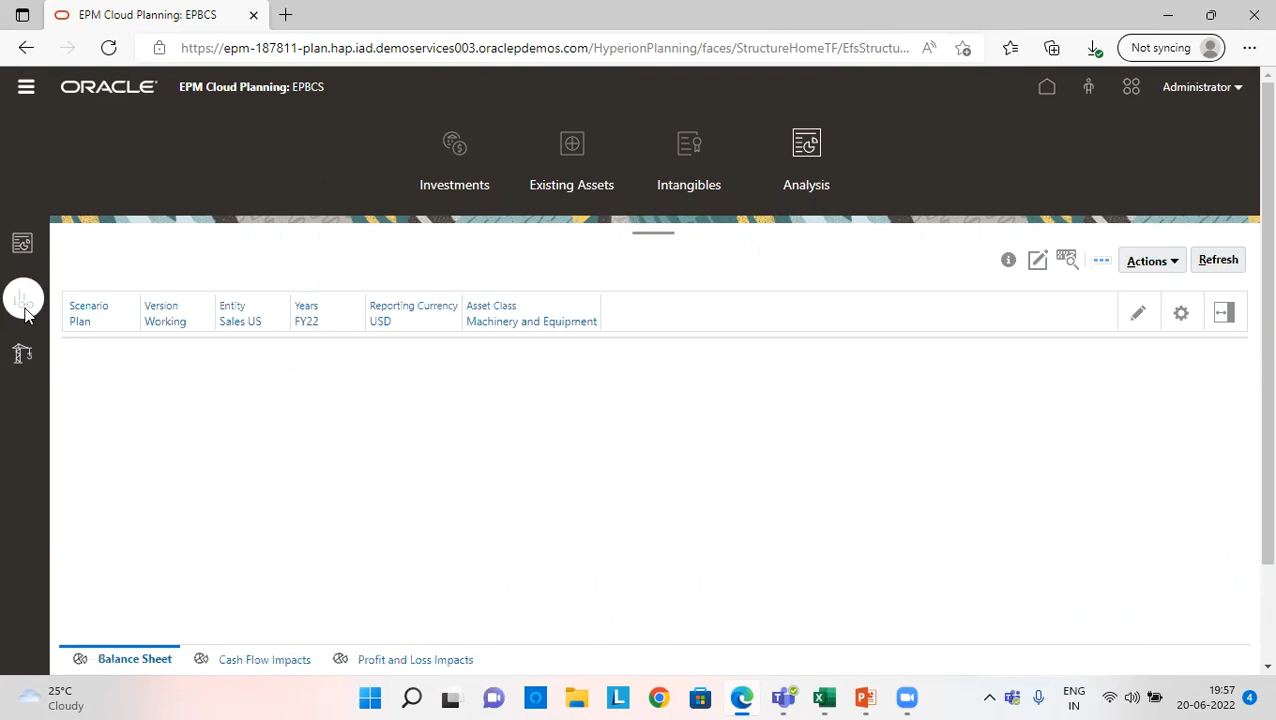 EPM Cloud Planning: EPBCS
https://epm-187811-plan.hap.iad.demoservices003.oraclepdemos.com/HyperionPlanning/faces/StructureHomeTF/EfsStructu...
Not syncing
ORACLE
EPM Cloud Planning: EPBCS
Administrator
Investments
Existing Assets
Intangibles
Analysis
Actions
Refresh
Scenario Version Entity Years Reporting Currency Asset Class
Plan Working Sales US FY22 USD Machinery and Equipment
Balance Sheet Cash Flow Impacts Profit and Loss Impacts
25°C
Cloudy
ENG
IN
19:57
20-06-2022
4